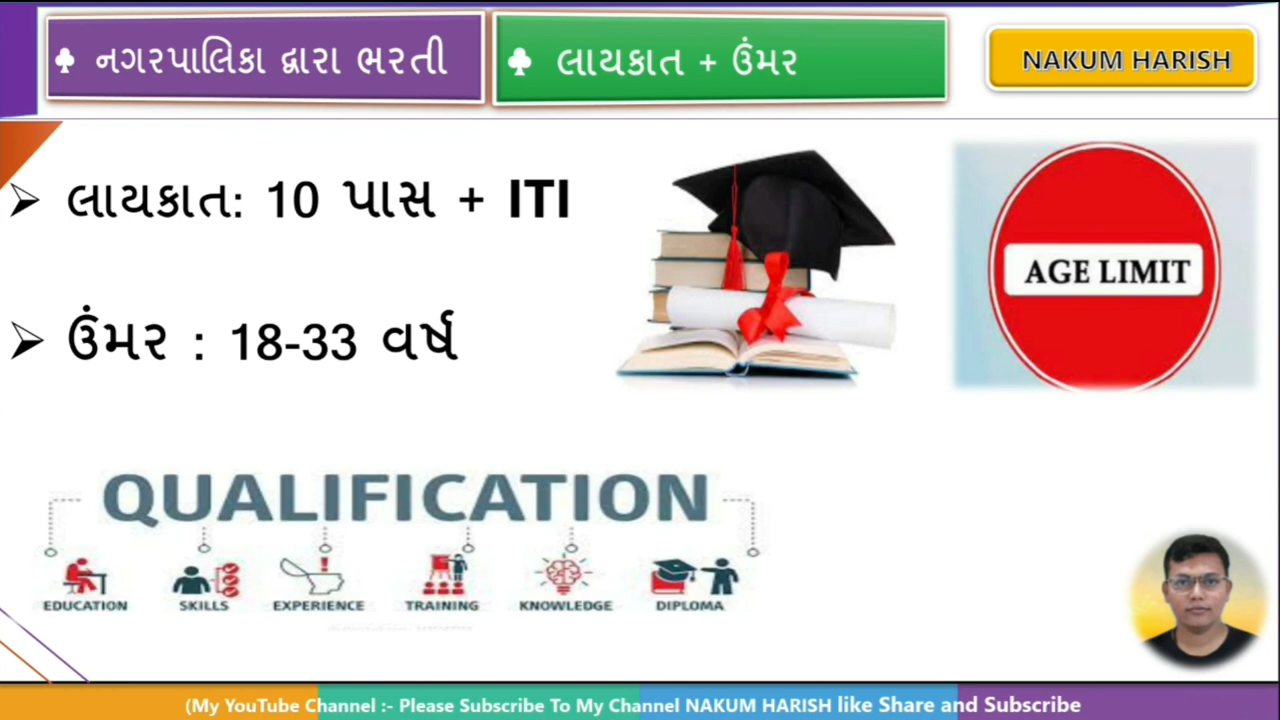 ♣ નગરપાલિકા દ્વારા ભરતી
♣ લાયકાત + ઉંમર
NAKUM HARISH
➢ લાયકાત: 10 પાસ + ITI
➢ ઉંમર : 18-33 વર્ષ
AGE LIMIT
QUALIFICATION
EDUCATION SKILLS EXPERIENCE TRAINING KNOWLEDGE DIPLOMA
(My YouTube Channel :- Please Subscribe To My Channel NAKUM HARISH like Share and Subscribe